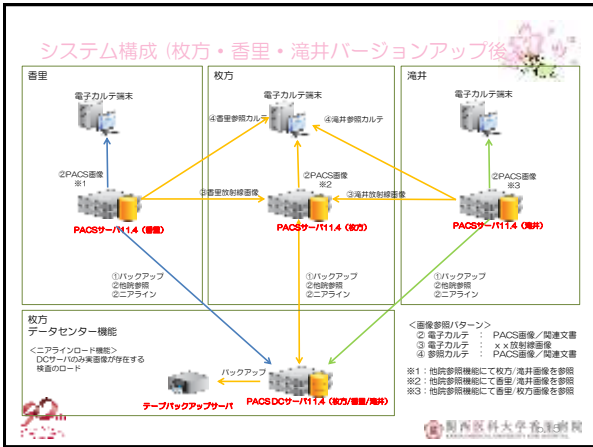 システム構成 (枚方・香里・滝井バージョンアップ後)
香里
枚方
滝井
電子カルテ端末
電子カルテ端末
電子カルテ端末
④香里参照カルテ
④滝井参照カルテ
②PACS画像
※1
②PACS画像
※2
②PACS画像
※3
③香里放射線画像
③滝井放射線画像
PACSサーバ11.4（香里）
PACSサーバ11.4（枚方）
PACSサーバ11.4（滝井）
①バックアップ
②他院参照
②ニアライン
①バックアップ
②他院参照
②ニアライン
①バックアップ
②他院参照
②ニアライン
枚方
データセンター機能
＜ニアラインロード機能＞
DCサーバのみ実画像が存在する
検査のロード
バックアップ
テープバックアップサーバ
PACS DCサーバ11.4（枚方/香里/滝井）
＜画像参照パターン＞
② 電子カルテ ： PACS画像／関連文書
③ 電子カルテ ： ｘｘ放射線画像
④ 参照カルテ ： PACS画像／関連文書
※1：他院参照機能にて枚方/滝井画像を参照
※2：他院参照機能にて香里/滝井画像を参照
※3：他院参照機能にて香里/枚方画像を参照
90th
関西医科大学香里病院